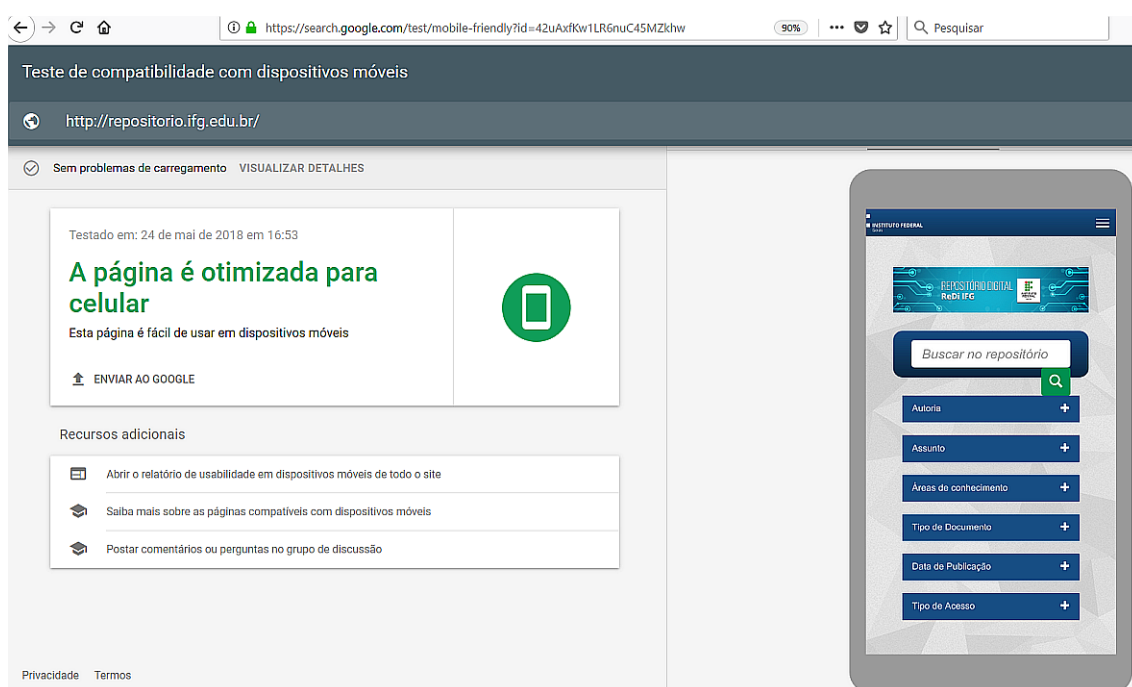 https://search.google.com/test/mobile-friendly?id=42uAxfKw1LR6nuC45MZkhw
90%
Pesquisar
Teste de compatibilidade com dispositivos móveis
http://repositorio.ifg.edu.br/
Sem problemas de carregamento VISUALIZAR DETALHES
Testado em: 24 de mai de 2018 em 16:53
A página é otimizada para
celular
Esta página é fácil de usar em dispositivos móveis
ENVIAR AO GOOGLE
Recursos adicionais
Abrir o relatório de usabilidade em dispositivos móveis de todo o site
Saiba mais sobre as páginas compatíveis com dispositivos móveis
Postar comentários ou perguntas no grupo de discussão
Privacidade Termos
INSTITUTO FEDERAL
REPOSITÓRIO DIGITAL
ReDi IFG
Buscar no repositório
Autoria
Assunto
Áreas de conhecimento
Tipo de Documento
Data de Publicação
Tipo de Acesso